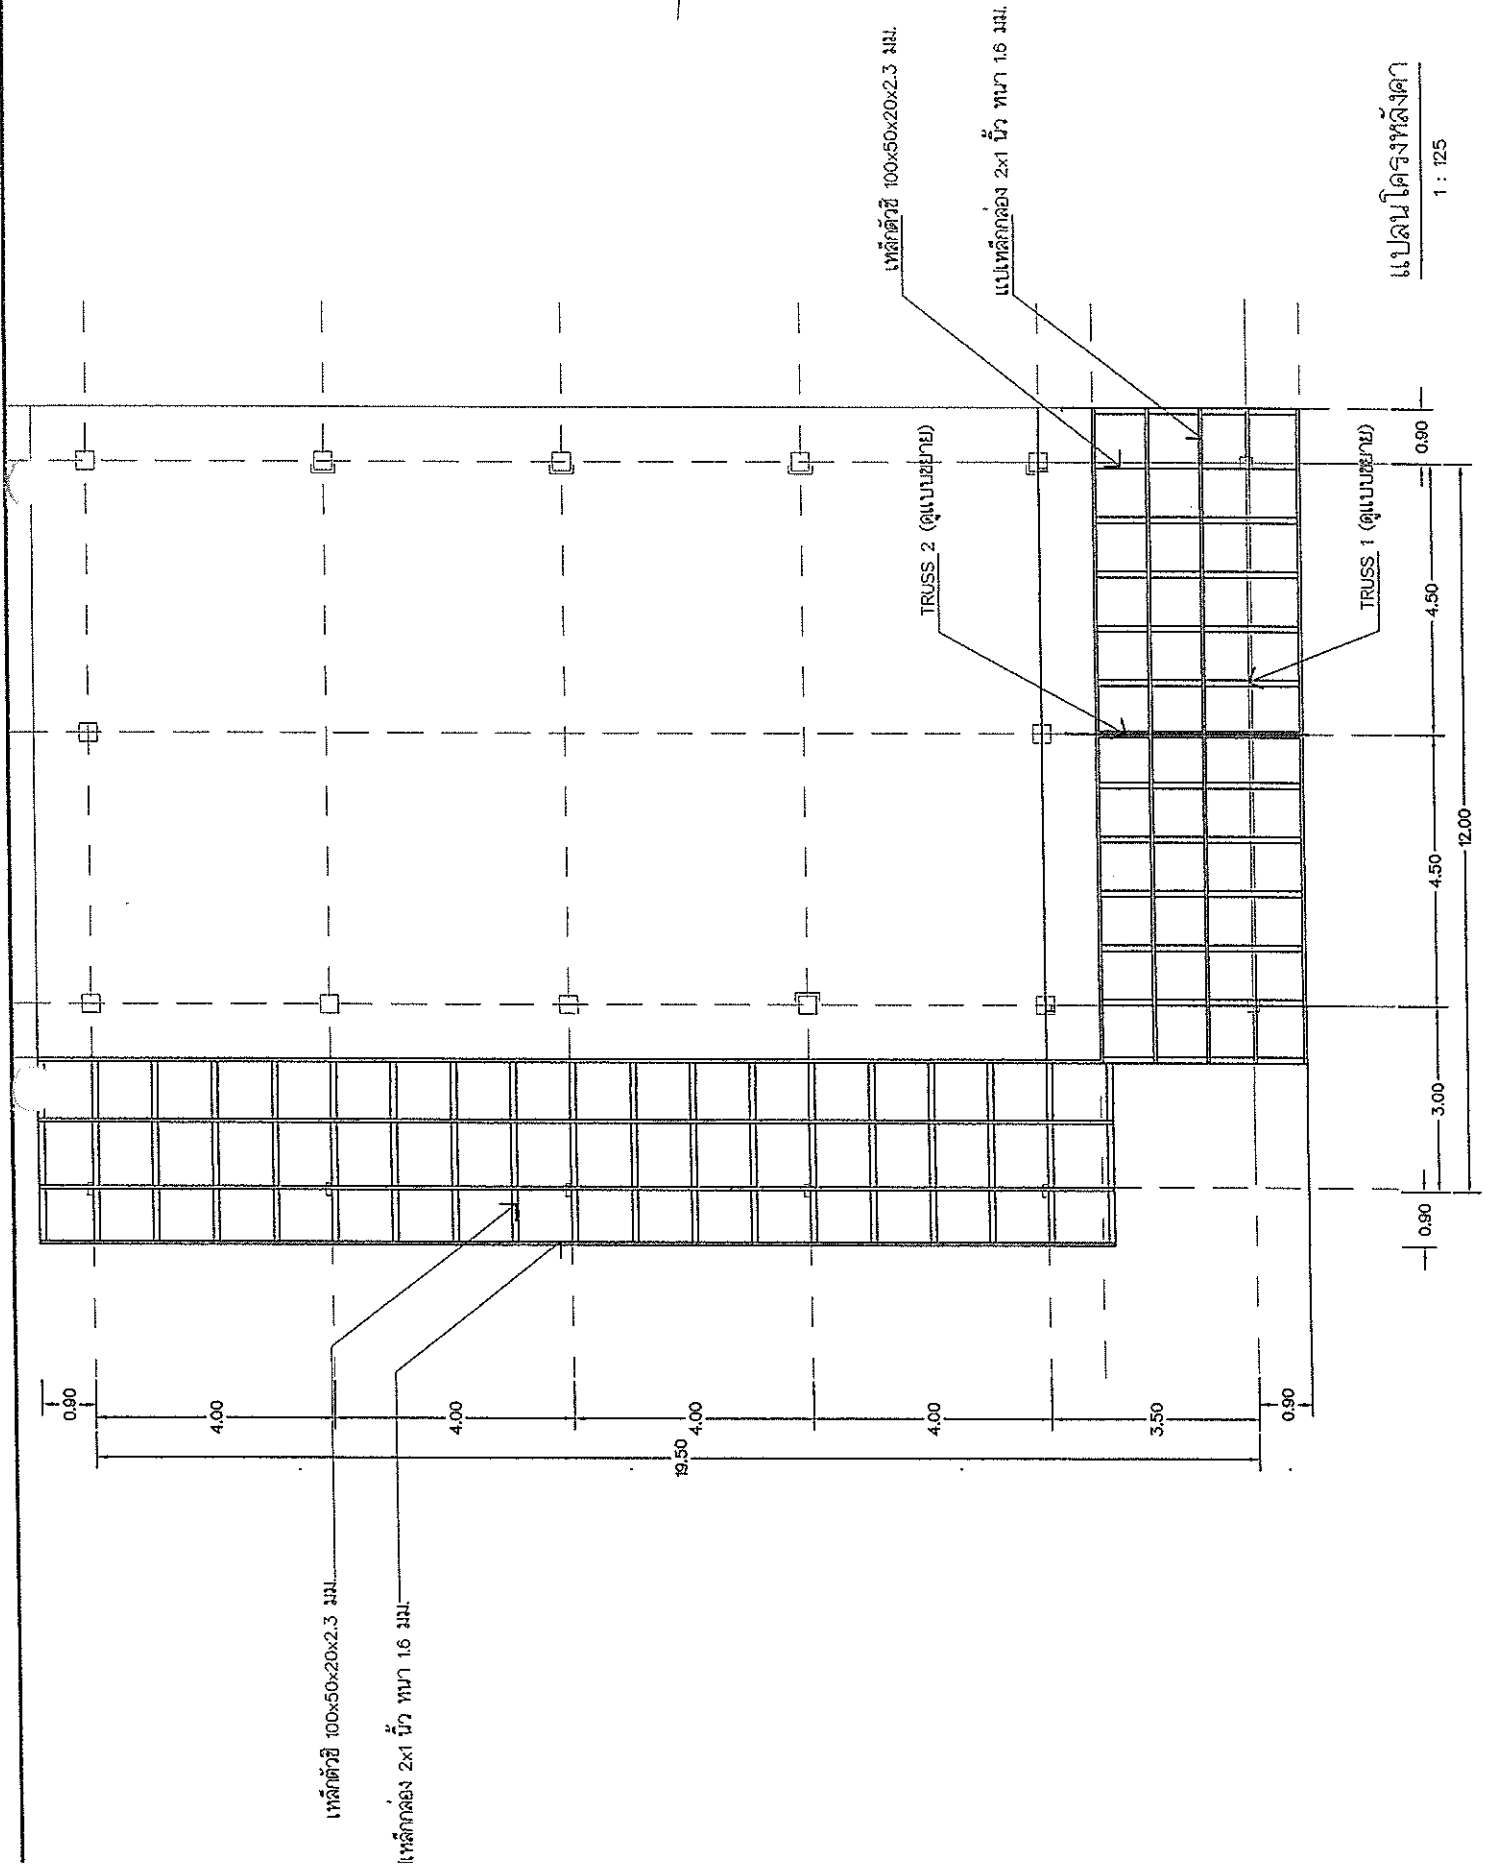 เหล็กตัวซี 100x50x20x2.3 มม.
แปเหล็กกล่อง 2x1 นิ้ว หนา 1.6 มม.
TRUSS 2 (ดูแบบขยาย)
TRUSS 1 (ดูแบบขยาย)
0.90
4.50
4.50
3.00
0.90
12.00
0.90
4.00
4.00
4.00
4.00
3.50
0.90
19.50
เหล็กตัวซี 100x50x20x2.3 มม.
เหล็กกล่อง 2x1 นิ้ว หนา 1.6 มม.
แปลนโครงหลังคา
1 : 125